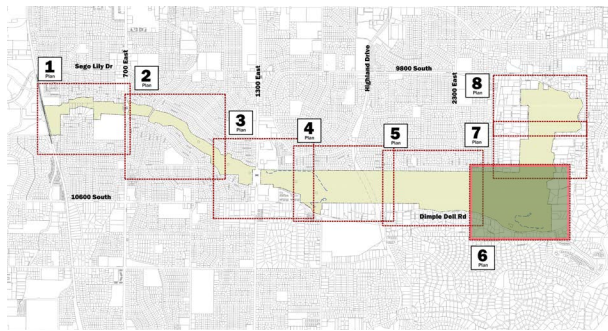 Sego Lily Dr
700 East
1300 East
Highland Drive
9800 South
2300 East
1
Plan
2
Plan
3
Plan
4
Plan
5
Plan
7
Plan
8
Plan
10600 South
Dimple Dell Rd
6
Plan